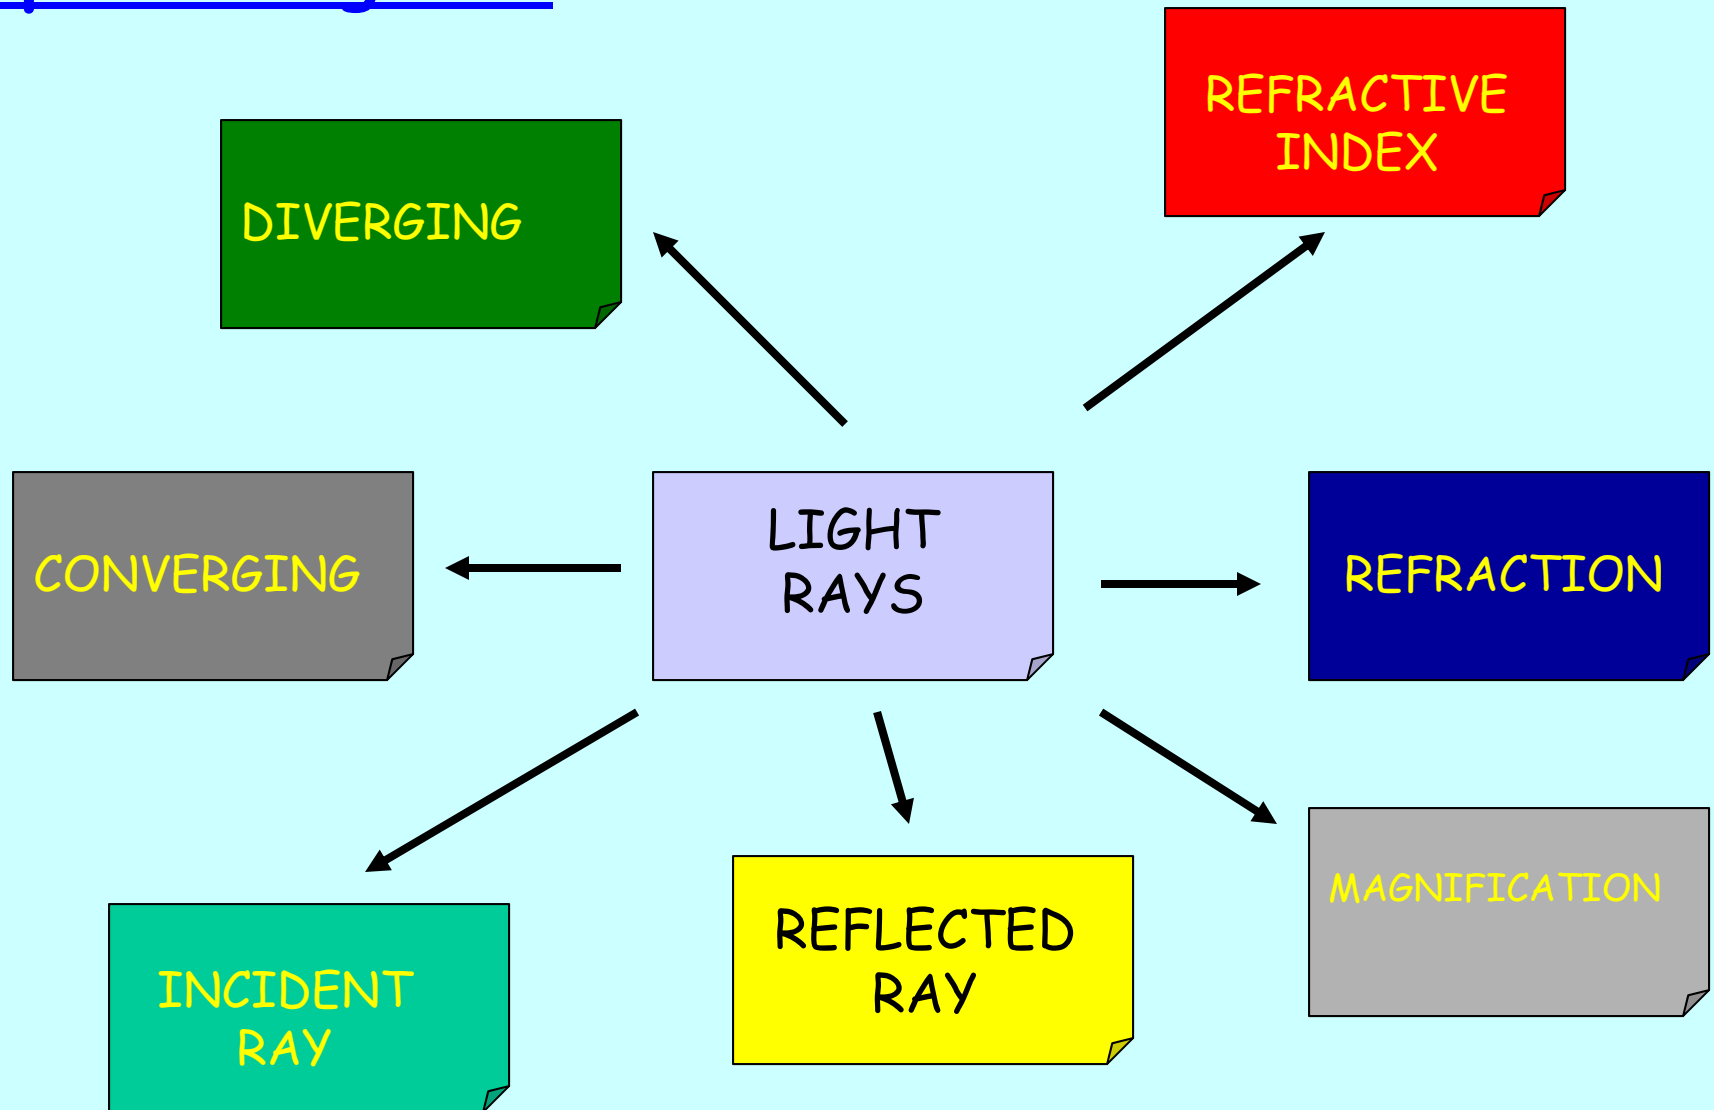 REFRACTIVE
INDEX
DIVERGING
LIGHT
RAYS
CONVERGING
REFRACTION
MAGNIFICATION
REFLECTED
RAY
INCIDENT
RAY